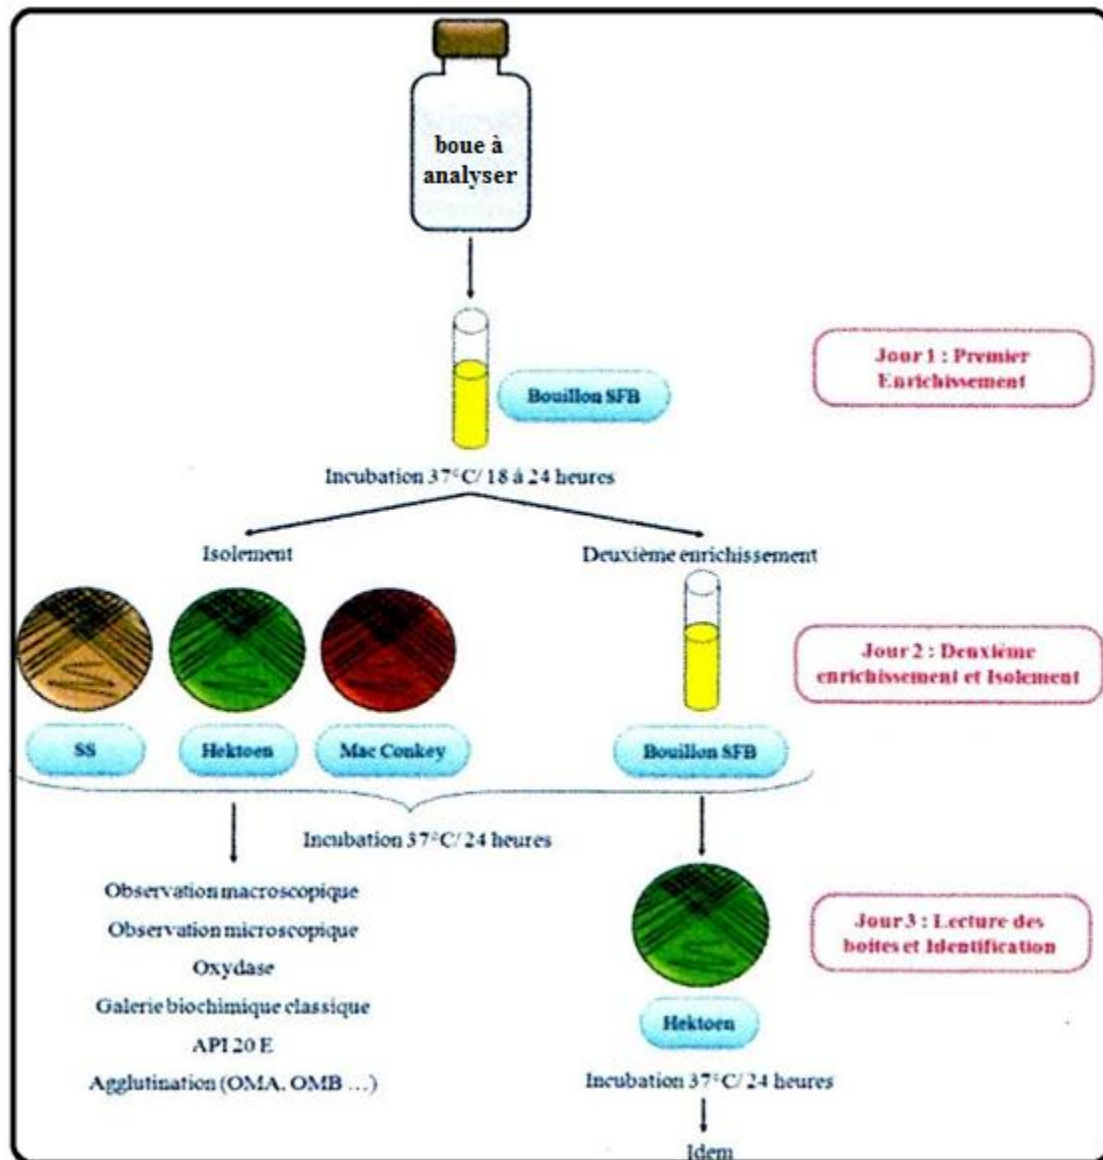 boue à
analyser
Jour 1 : Premier
Enrichissement
Bouillon SFB
Incubation 37°C/ 18 à 24 heures
Isolement
Deuxième enrichissement
Jour 2 : Deuxième
enrichissement et Isolement
SS
Hektoen
Mac Conkey
Bouillon SFB
Incubation 37°C/ 24 heures
Observation macroscopique
Observation microscopique
Oxydase
Galerie biochimique classique
API 20 E
Agglutination (OMA, OMB ...)
Jour 3 : Lecture des
boites et Identification
Hektoen
Incubation 37°C/ 24 heures
Idem